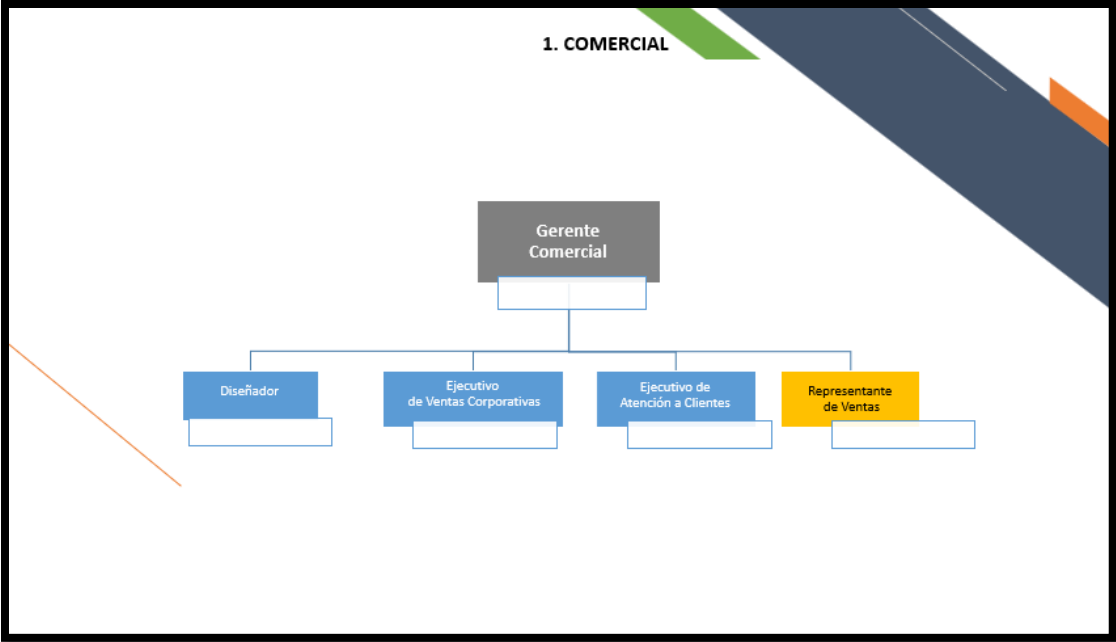 1. COMERCIAL
Gerente
Comercial
Diseñador
Ejecutivo
de Ventas Corporativas
Ejecutivo de
Atención a Clientes
Representante
de Ventas